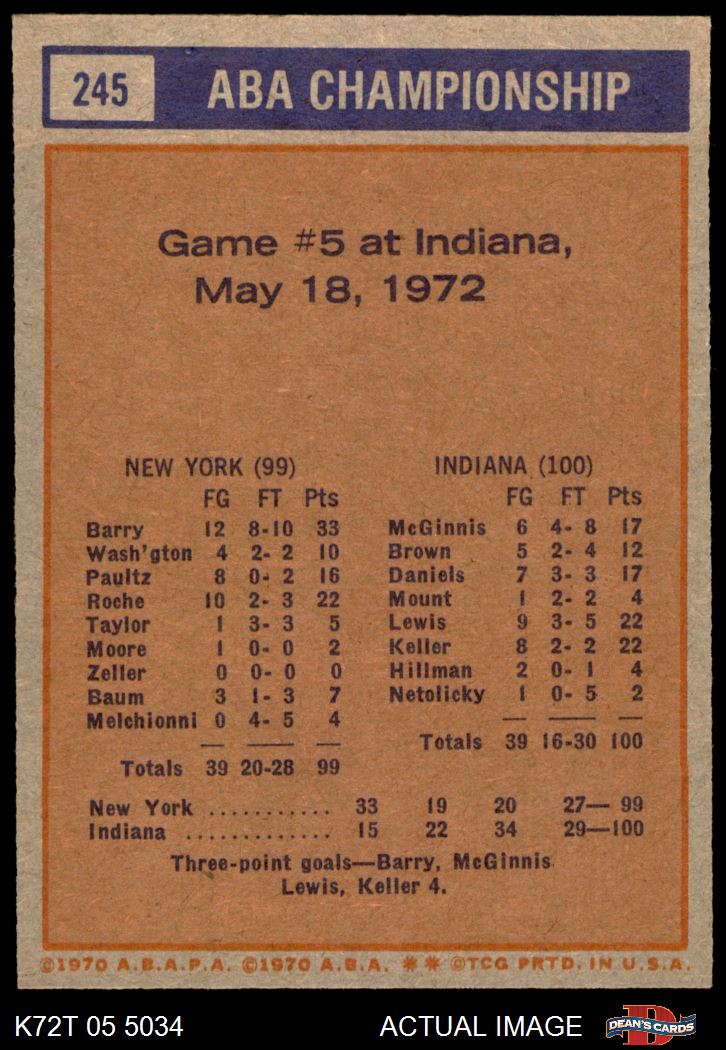 245 ABA CHAMPIONSHIP
Game #5 at Indiana,
May 18, 1972
NEW YORK (99)
FG FT Pts
Barry 12 8-10 33
Wash'gton 4 2- 2 10
Paultz 8 0- 2 16
Roche 10 2- 3 22
Taylor 1 3- 3 5
Moore 1 0- 0 2
Zeller 0 0- 0 0
Baum 3 1- 3 7
Melchionni 0 4- 5 4
Totals 39 20-28 99
INDIANA (100)
FG FT Pts
McGinnis 6 4- 8 17
Brown 5 2- 4 12
Daniels 7 3- 3 17
Mount 1 2- 2 4
Lewis 9 3- 5 22
Keller 8 2- 2 22
Hillman 2 0- 1 4
Netolicky 1 0- 5 2
Totals 39 16-30 100
New York ........... 33 19 20 27— 99
Indiana ............. 15 22 34 29—100
Three-point goals—Barry, McGinnis
Lewis, Keller 4.
©1970 A.B.A.P.A. ©1970 A.B.A. ** ©TCG PRTD. IN U.S.A.
K72T 05 5034 ACTUAL IMAGE D DEAN'S CARDS